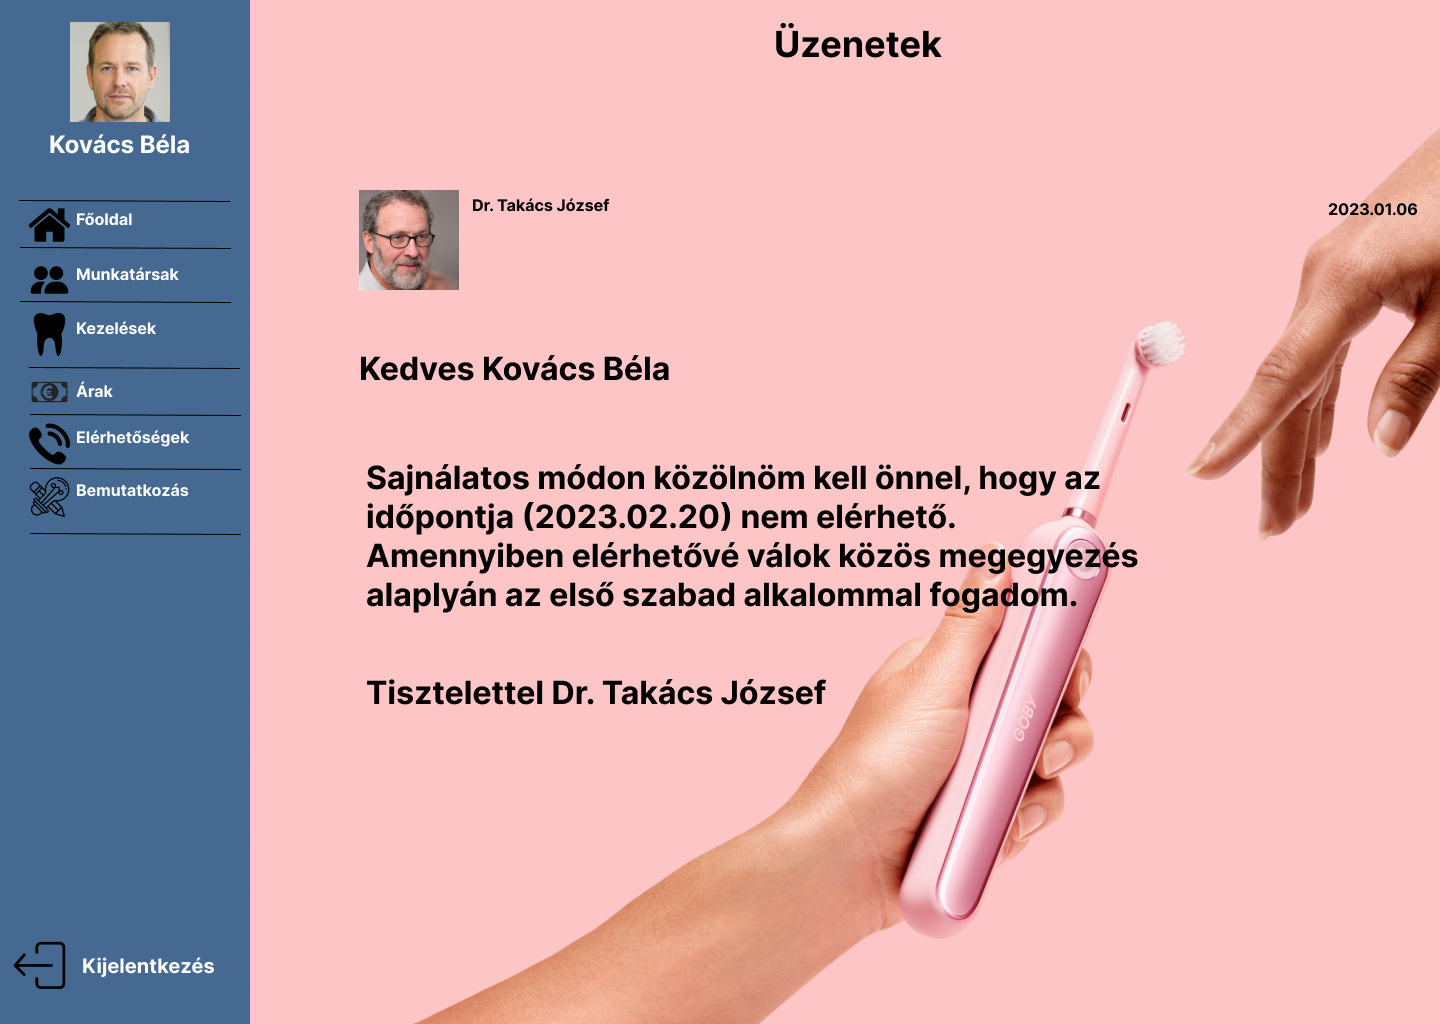 Üzenetek
Kovács Béla
Főoldal
Munkatársak
Kezelések
Árak
Elérhetőségek
Bemutatkozás
Kijelentkezés
Dr. Takács József
2023.01.06
Kedves Kovács Béla
Sajnálatos módon közölnöm kell önnel, hogy az
időpontja (2023.02.20) nem elérhető.
Amennyiben elérhetővé válok közös megegyezés
alaplyán az első szabad alkalommal fogadom.
Tisztelettel Dr. Takács József
GOBY